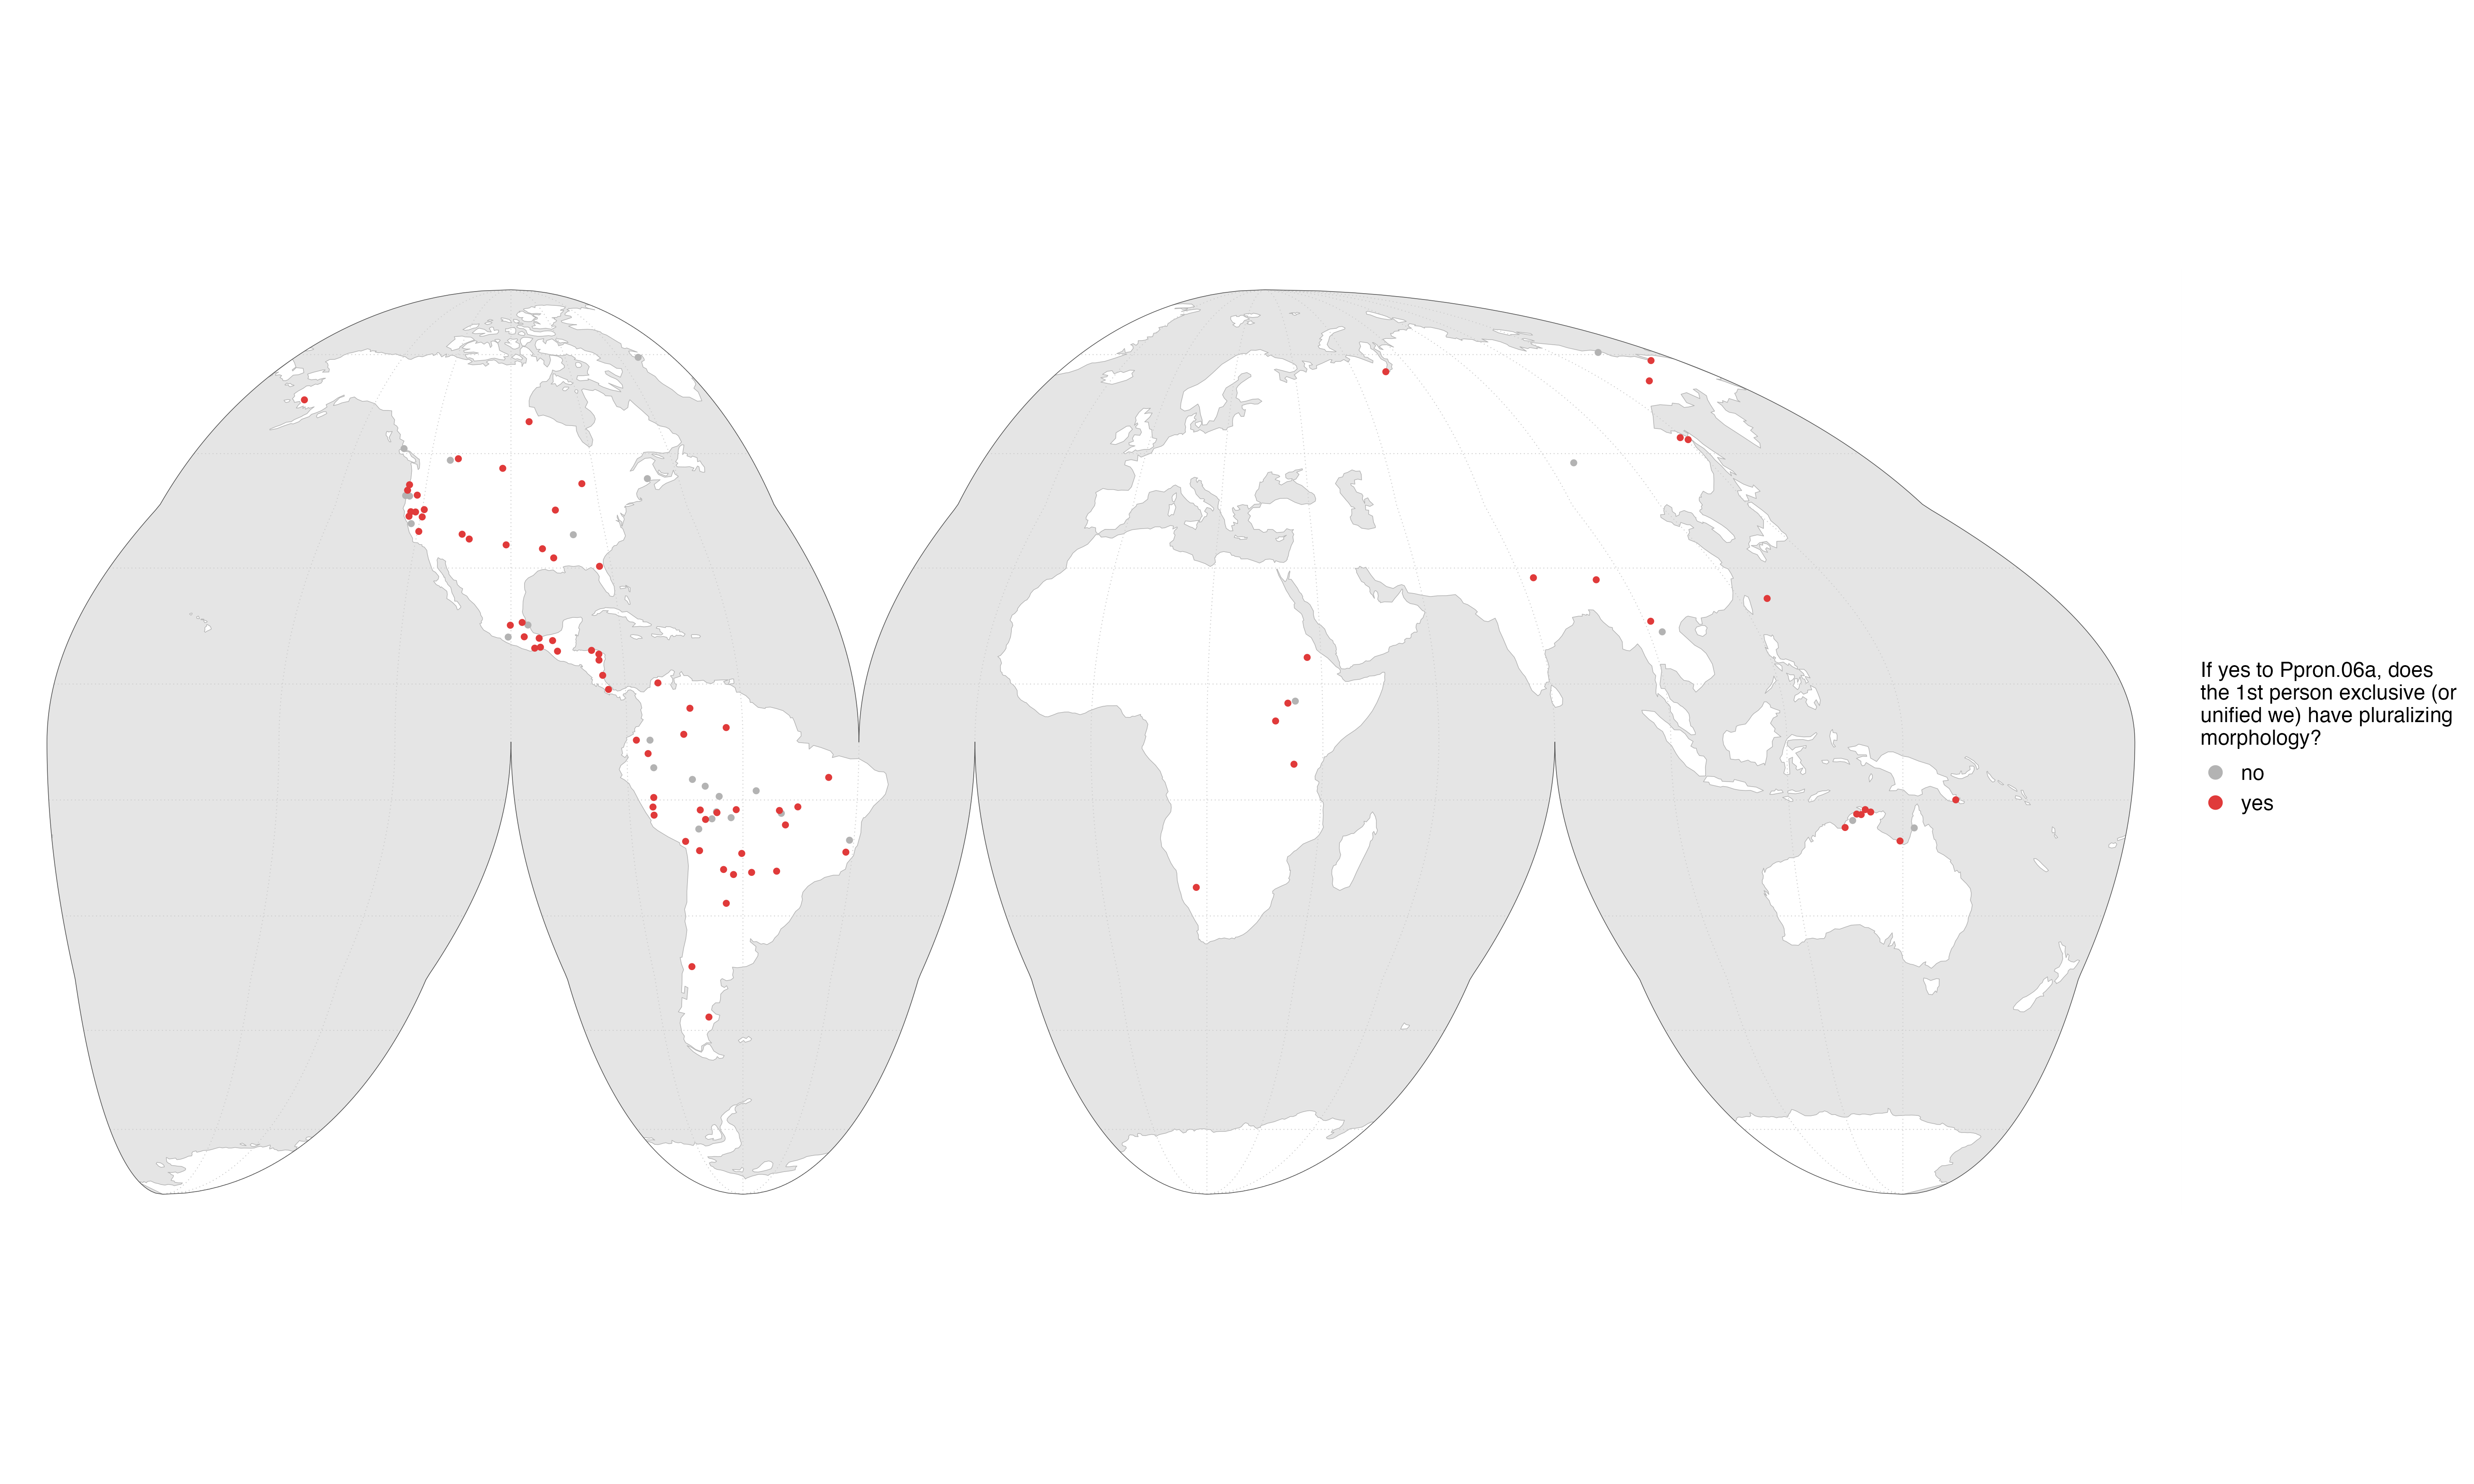 If yes to Ppron.06a, does
the 1st person exclusive (or
unified we) have pluralizing
morphology?
no
yes